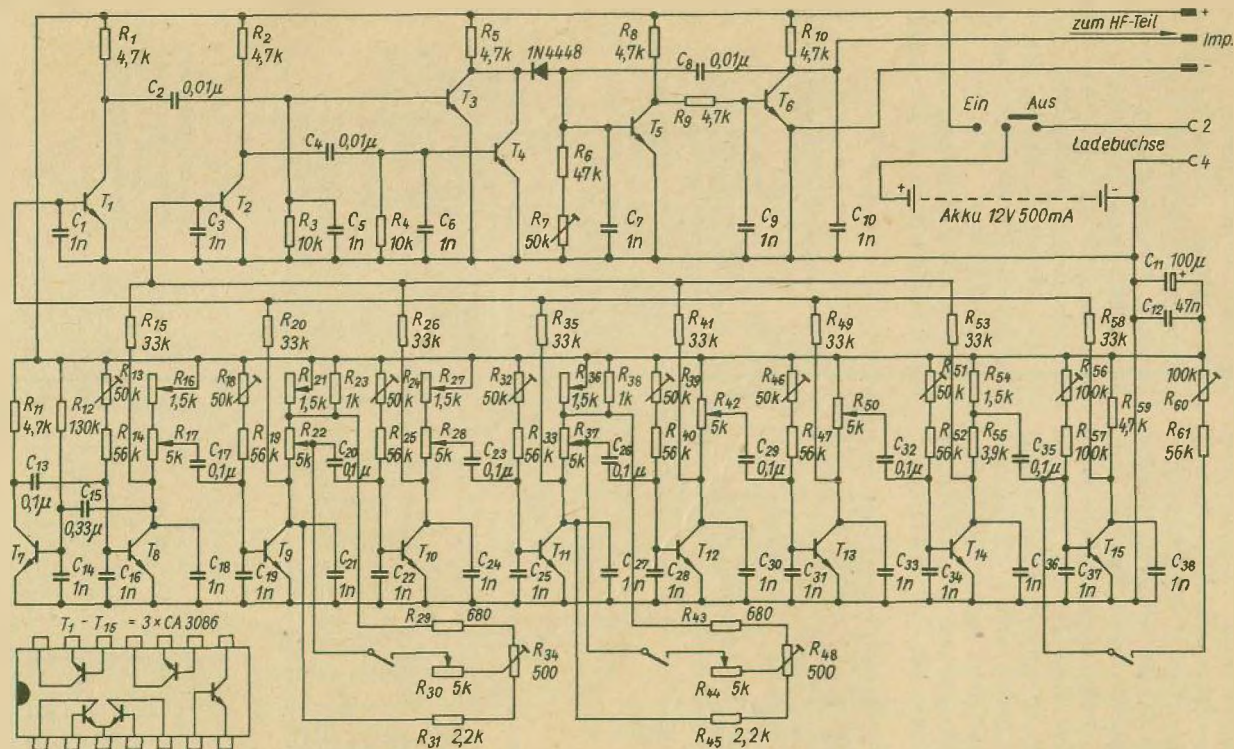 R1
4,7k
R2
4,7k
C2 0,01µ
C4 0,01µ
R5
4,7k
1N4448
R8
4,7k
C8 0,01µ
R10
4,7k
zum HF-Teil
+
Imp.
-
T1
T2
T3
T4
T5
T6
R9 4,7k
Ein
Aus
2
Ladebuchse
4
+
-
Akku 12V 500mA
C1
1n
C3
1n
R3
10k
C5
1n
R4
10k
C6
1n
R6
47k
R7
50k
C7
1n
C9
1n
C10
1n
C11 100µ
+
C12 47n
R15
33k
R20
33k
R26
33k
R35
33k
R41
33k
R49
33k
R53
33k
R58
33k
R11
4,7k
R12
130k
R13
50k
R16
1,5k
R18
50k
R21
1,5k
R23
1k
R24
50k
R27
1,5k
R32
50k
R36
1,5k
R38
1k
R39
50k
R42
5k
R46
50k
R50
5k
R51
50k
R54
1,5k
R56
100k
R59
4,7k
100k
R60
R61
56k
R14
56k
R17
5k
C17
0,1µ
R19
56k
R22
5k
C20
0,1µ
R25
56k
R28
5k
C23
0,1µ
R33
56k
R37
5k
C26
0,1µ
R40
56k
C29
0,1µ
R47
56k
C32
0,1µ
R52
56k
R55
3,9k
C35
0,1µ
R57
100k
C13
0,1µ
C15
0,33µ
T7
T8
T9
T10
T11
T12
T13
T14
T15
C14
1n
C16
1n
C18
1n
C19
1n
C21
1n
C22
1n
C24
1n
C25
1n
C27
1n
C28
1n
C30
1n
C31
1n
C33
1n
C34
1n
C36
1n
C37
1n
C38
1n
T1 - T15 = 3×CA 3086
R29 680
R30 5k
R34
500
R31 2,2k
R43 680
R44 5k
R48
500
R45 2,2k